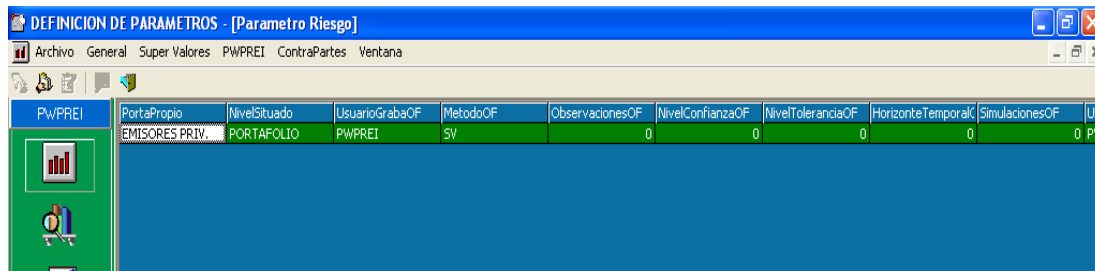 DEFINICION DE PARAMETROS - [Parametro Riesgo]
Archivo General Super Valores PWPREI ContraPartes Ventana
PWPREI
PortaPropio NivelSituado UsuarioGrabaOF MetodoOF ObservacionesOF NivelConfianzaOF NivelToleranciaOF HorizonteTemporalC SimulacionesOF U
EMISORES PRIV. PORTAFOLIO PWPREI SV 0 0 0 0 0 P